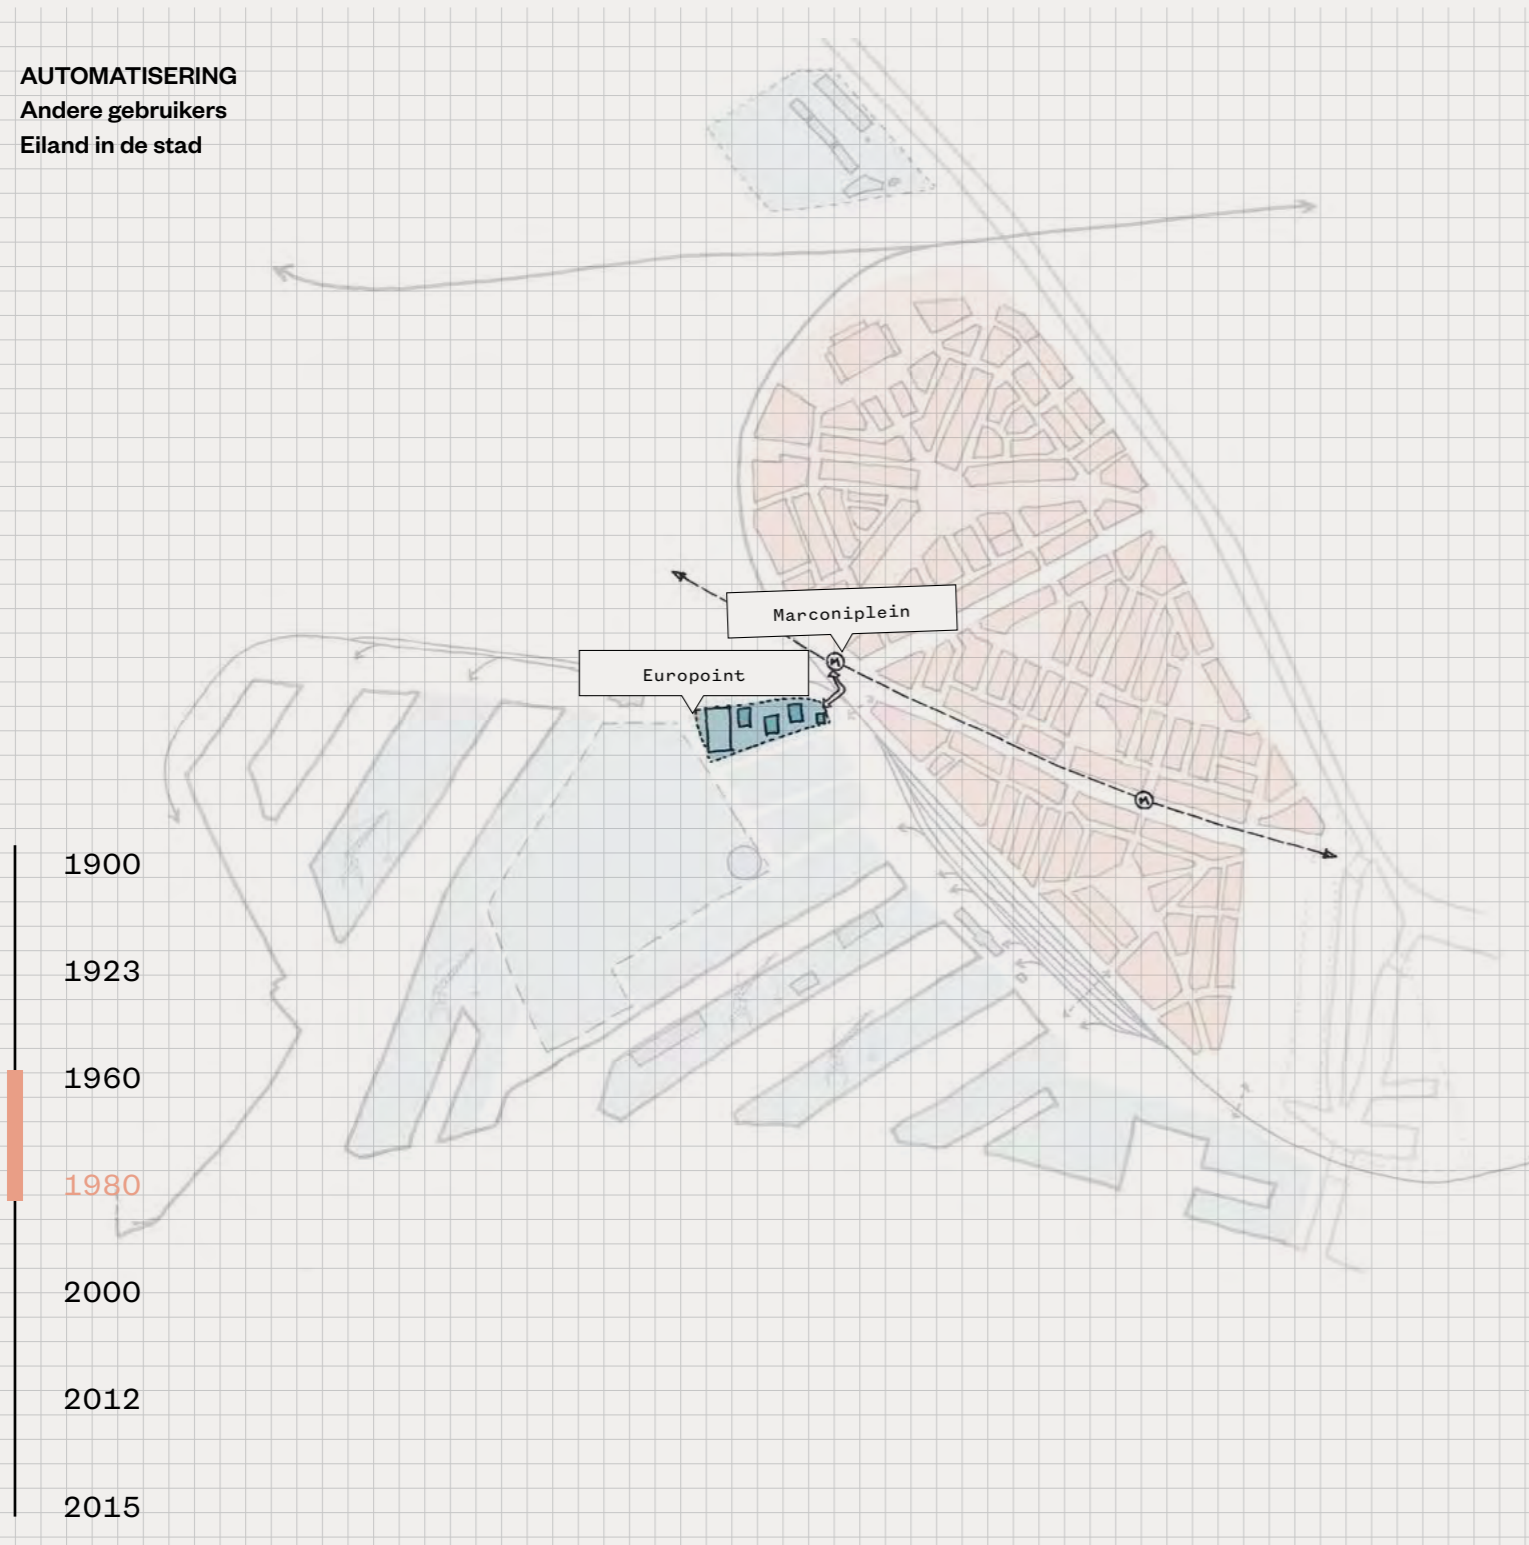 AUTOMATISERING
Andere gebruikers
Eiland in de stad
Marconiplein
M
Europoint
M
1900
1923
1960
1980
2000
2012
2015